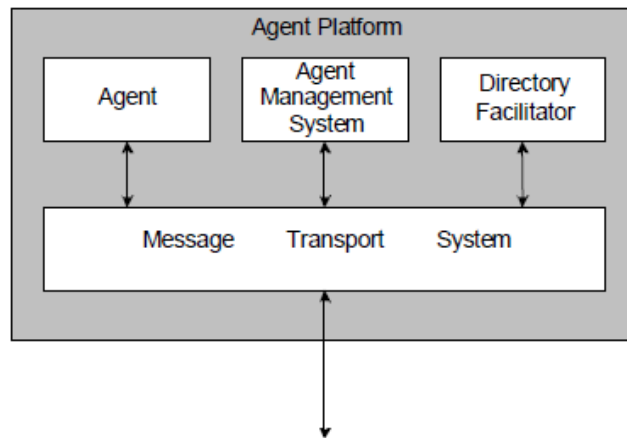 Agent Platform
Agent
Agent
Management
System
Directory
Facilitator
Message Transport System